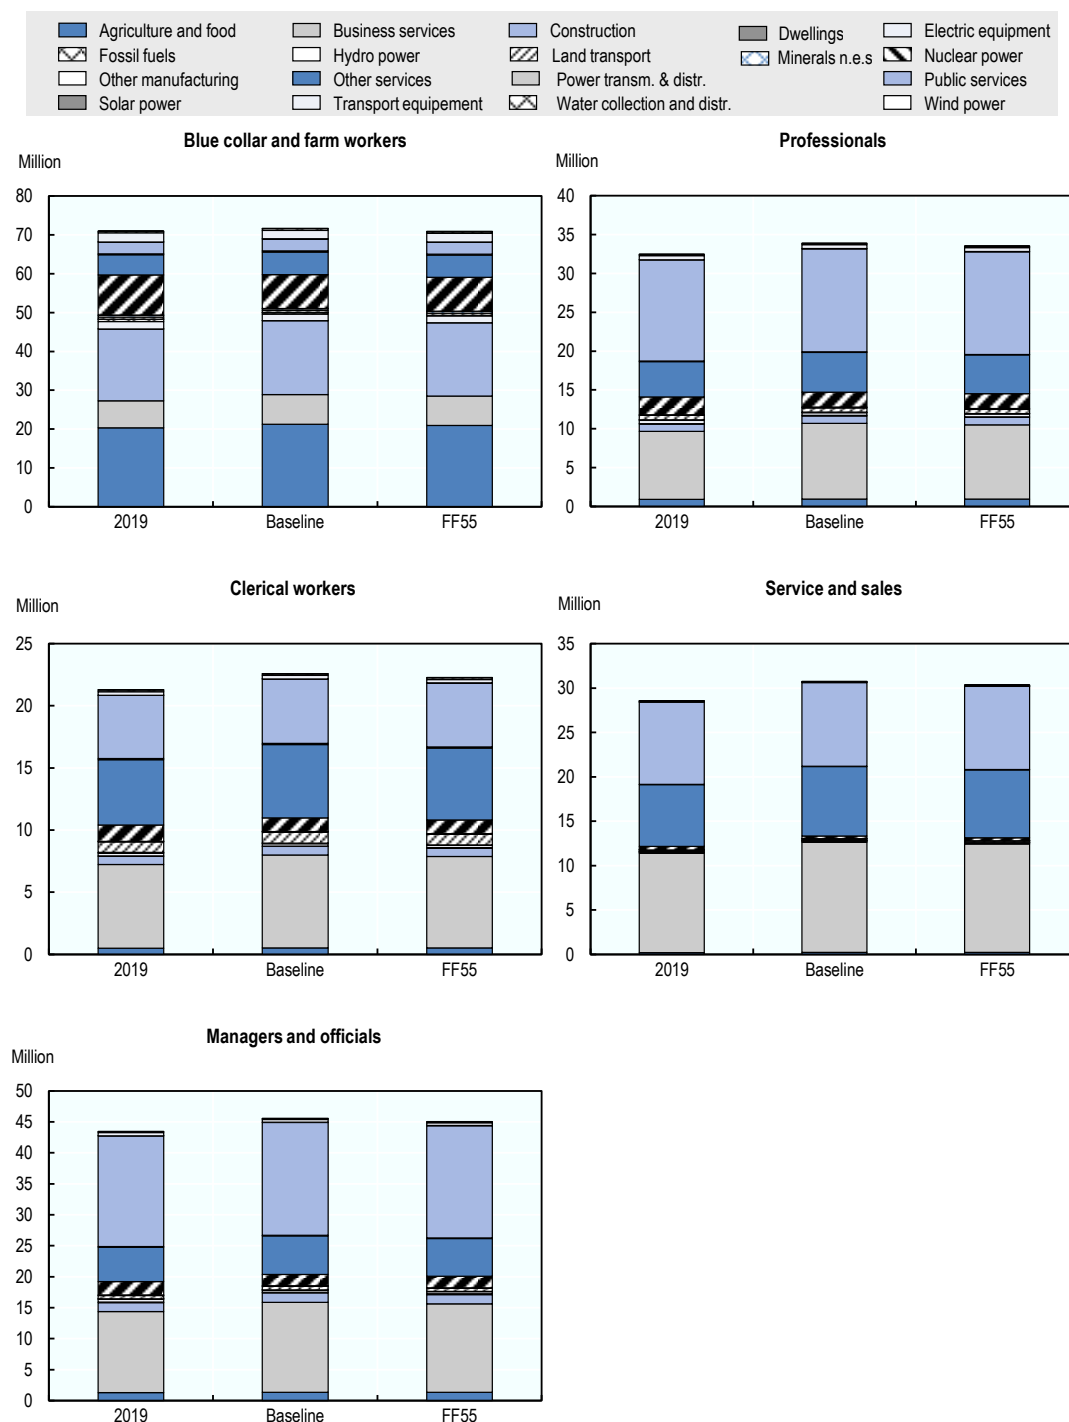 Agriculture and food Business services Construction Dwellings Electric equipment
Fossil fuels Hydro power Land transport Minerals n.e.s Nuclear power
Other manufacturing Other services Power transm. & distr. Public services
Solar power Transport equipement Water collection and distr. Wind power
Blue collar and farm workers
Million
80
70
60
50
40
30
20
10
0
2019 Baseline FF55
Professionals
Million
40
35
30
25
20
15
10
5
0
2019 Baseline FF55
Clerical workers
Million
25
20
15
10
5
0
2019 Baseline FF55
Service and sales
Million
35
30
25
20
15
10
5
0
2019 Baseline FF55
Managers and officials
Million
50
45
40
35
30
25
20
15
10
5
0
2019 Baseline FF55